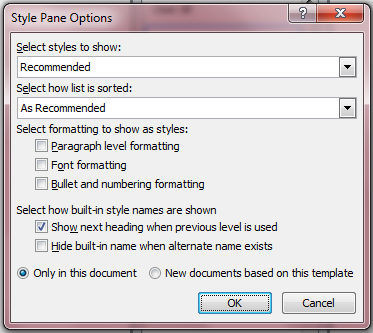 Style Pane Options
Select styles to show:
Recommended
Select how list is sorted:
As Recommended
Select formatting to show as styles:
Paragraph level formatting
Font formatting
Bullet and numbering formatting
Select how built-in style names are shown
Show next heading when previous level is used
Hide built-in name when alternate name exists
Only in this document New documents based on this template
OK Cancel